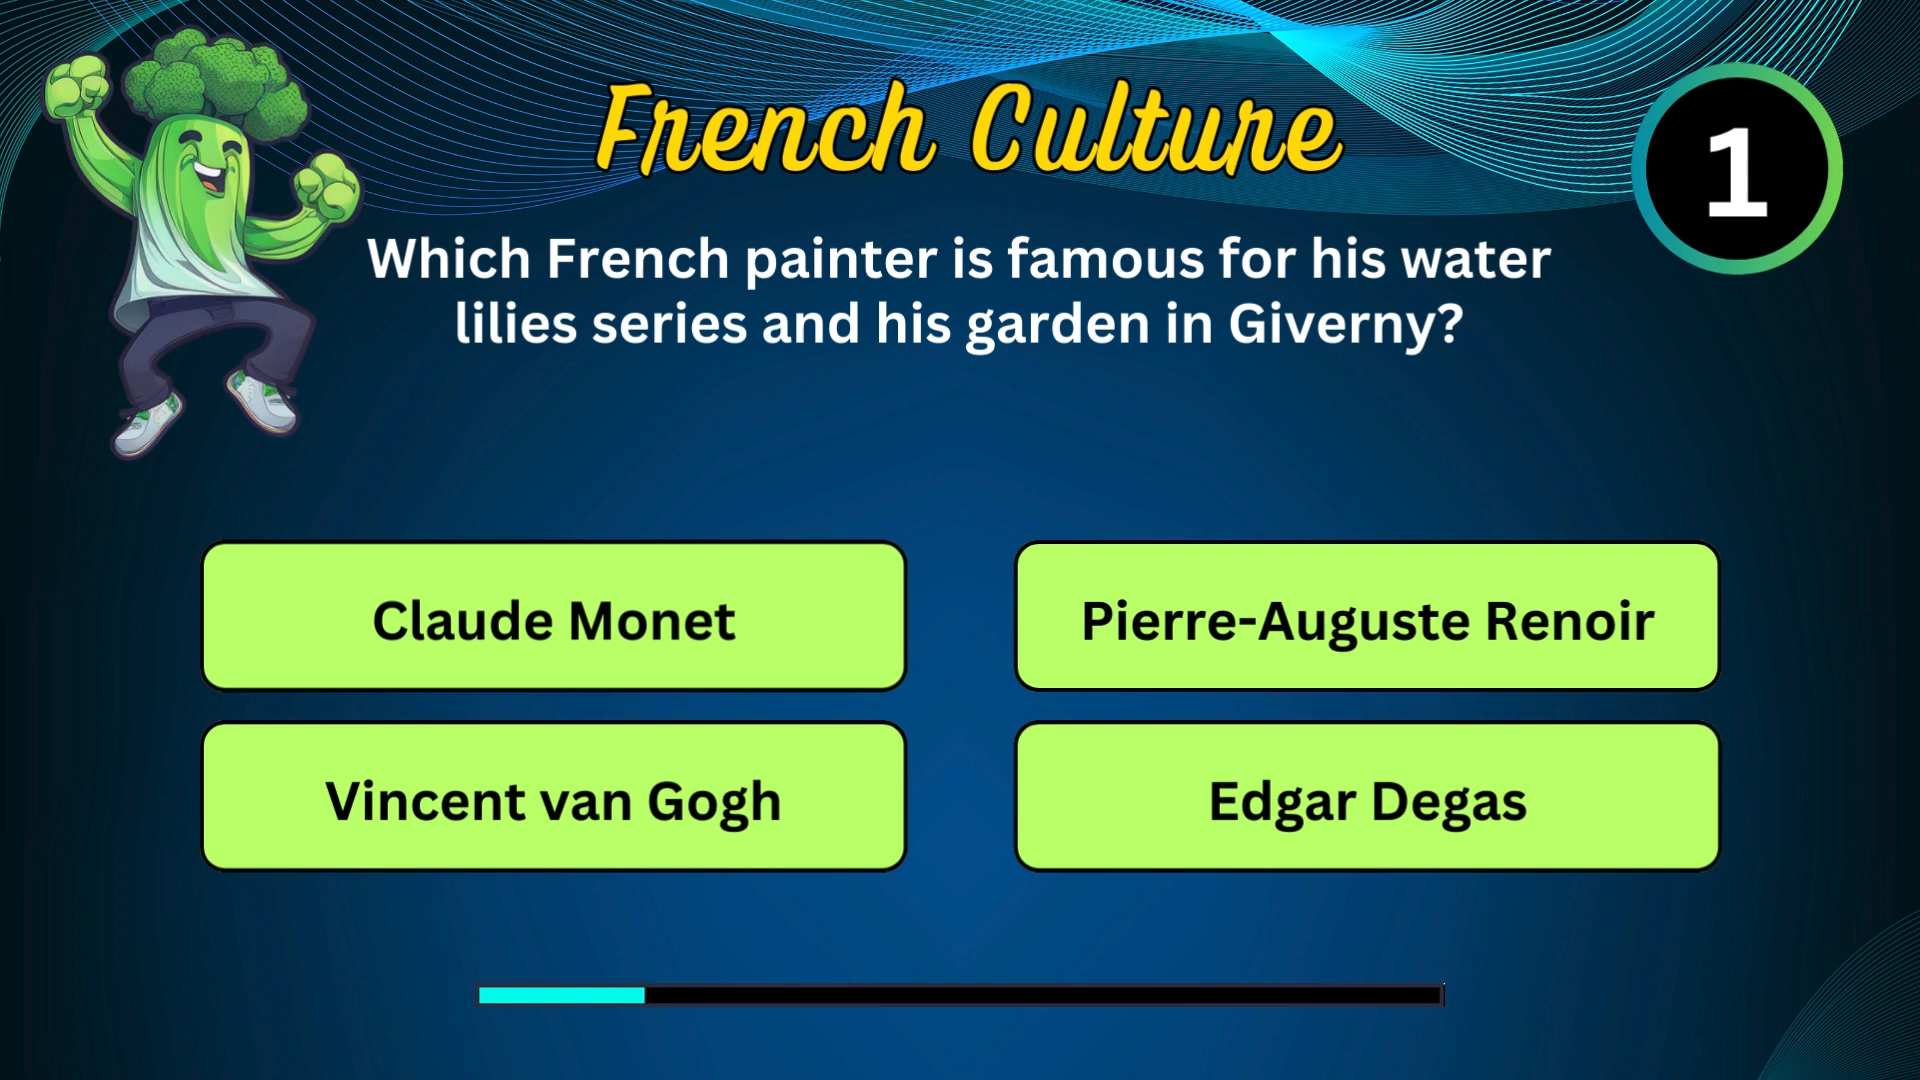 French Culture
1
Which French painter is famous for his water
lilies series and his garden in Giverny?
Claude Monet
Pierre-Auguste Renoir
Vincent van Gogh
Edgar Degas